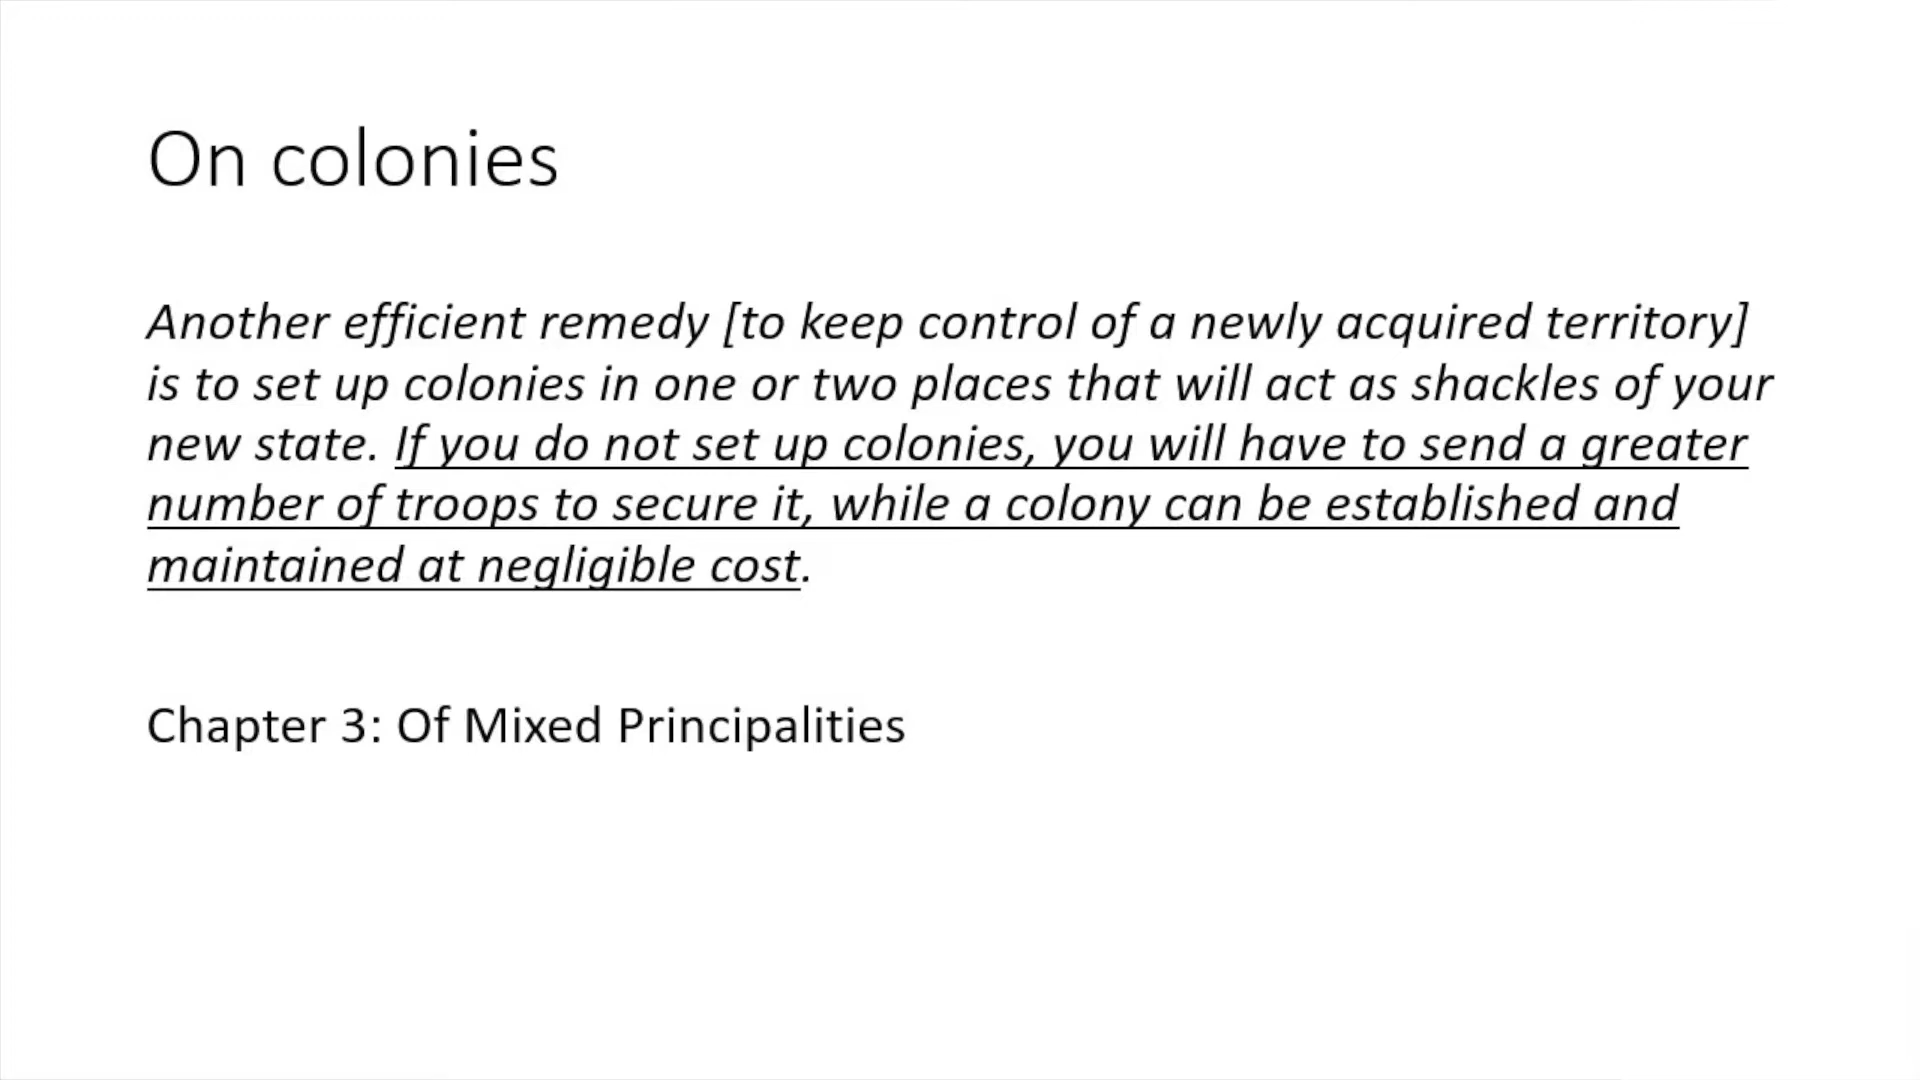 On colonies
Another efficient remedy [to keep control of a newly acquired territory]
is to set up colonies in one or two places that will act as shackles of your
new state. If you do not set up colonies, you will have to send a greater
number of troops to secure it, while a colony can be established and
maintained at negligible cost.
Chapter 3: Of Mixed Principalities